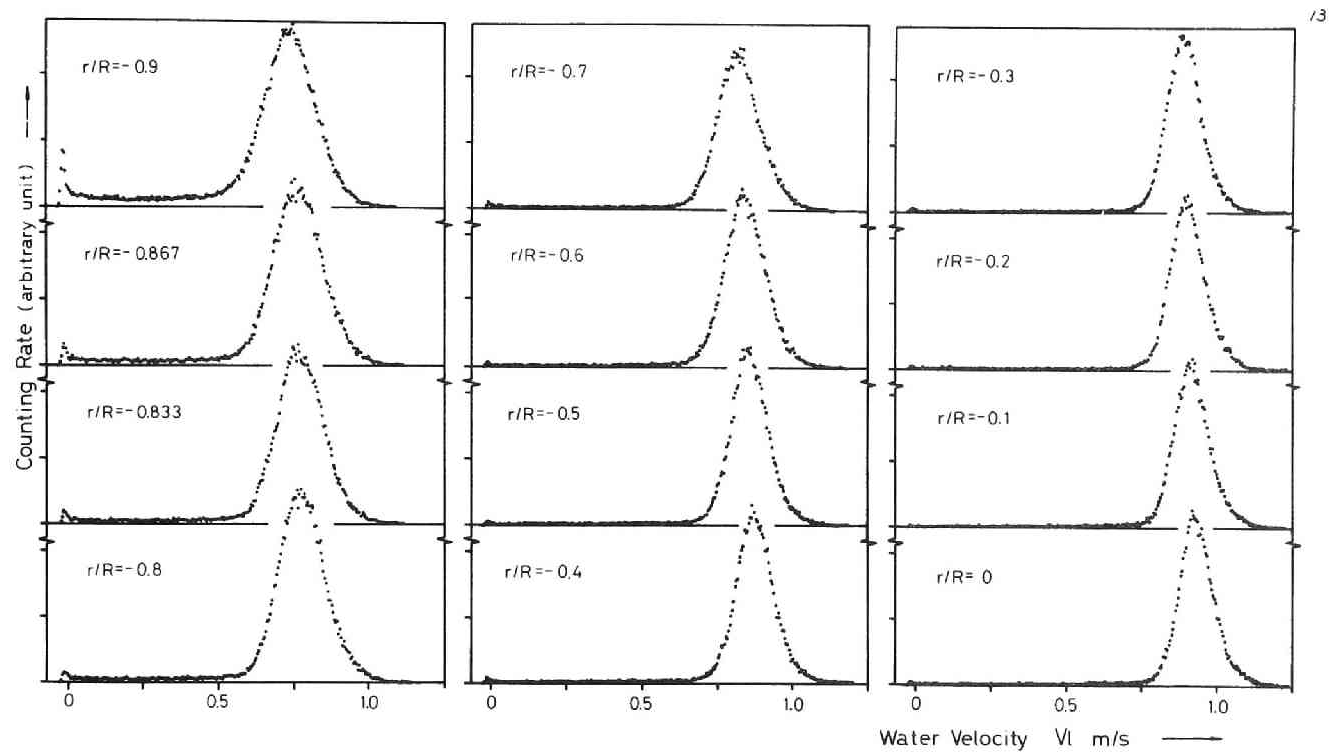 13
r/R=-0.9
r/R=-0.7
r/R=-0.3
r/R=-0.867
r/R=-0.6
r/R=-0.2
r/R=-0.833
r/R=-0.5
r/R=-0.1
r/R=-0.8
r/R=-0.4
r/R= 0
Counting Rate (arbitrary unit)
0 0.5 1.0
0 0.5 1.0
0 0.5 1.0
Water Velocity Vl m/s